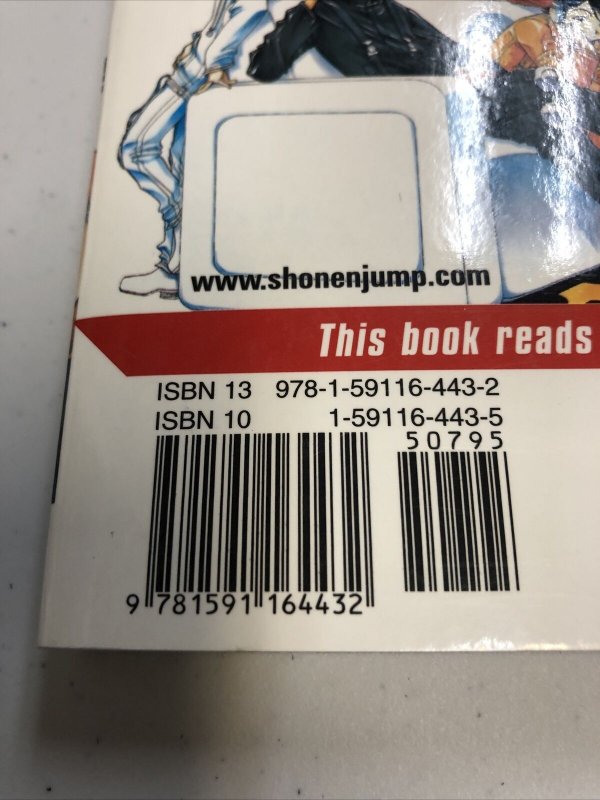 www.shonenjump.com
This book reads
ISBN 13 978-1-59116-443-2
ISBN 10 1-59116-443-5
50795
9 781591 164432